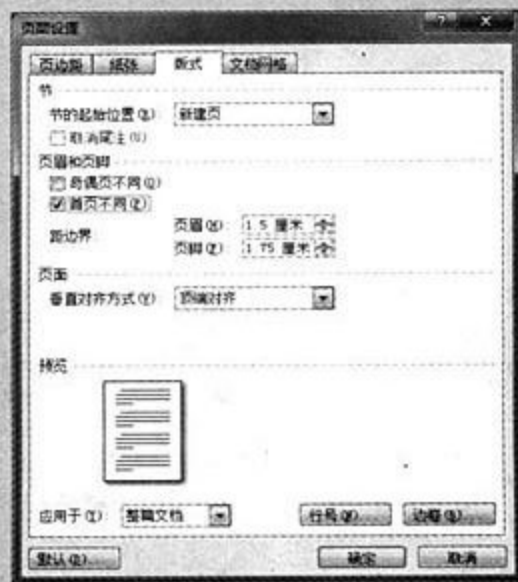 页面设置
页边距 纸张 版式 文档网格
节
节的起始位置(R): 新建页
取消尾注(U)
页眉和页脚
奇偶页不同(O)
首页不同(P)
距边界
页眉(H): 1.5 厘米
页脚(F): 1.75 厘米
页面
垂直对齐方式(V) 顶端对齐
预览
应用于(Y): 整篇文档 行号(N)... 边框(B)...
默认(D)... 确定 取消